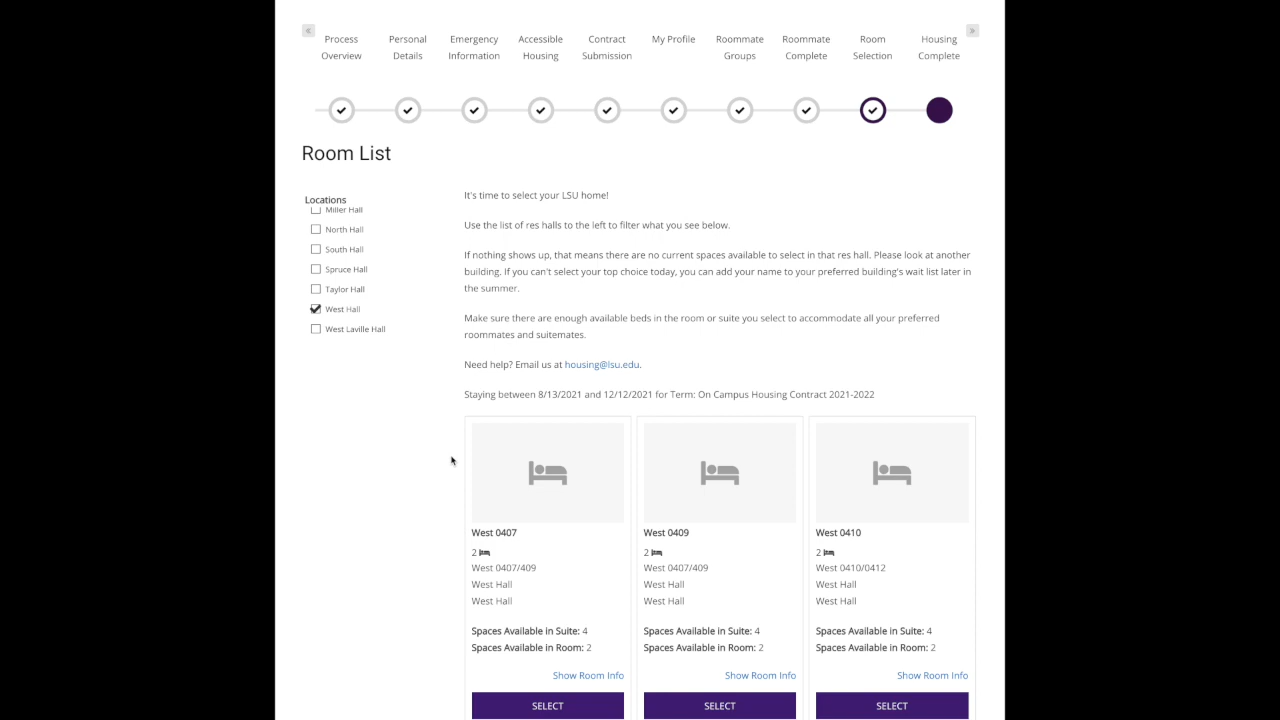 «
»
Process Overview
Personal Details
Emergency Information
Accessible Housing
Contract Submission
My Profile
Roommate Groups
Roommate Complete
Room Selection
Housing Complete
Room List
Locations
Miller Hall
North Hall
South Hall
Spruce Hall
Taylor Hall
West Hall
West Laville Hall
It's time to select your LSU home!
Use the list of res halls to the left to filter what you see below.
If nothing shows up, that means there are no current spaces available to select in that res hall. Please look at another
building. If you can't select your top choice today, you can add your name to your preferred building's wait list later in
the summer.
Make sure there are enough available beds in the room or suite you select to accommodate all your preferred
roommates and suitemates.
Need help? Email us at housing@lsu.edu.
Staying between 8/13/2021 and 12/12/2021 for Term: On Campus Housing Contract 2021-2022
West 0407
2
West 0407/409
West Hall
West Hall
Spaces Available in Suite: 4
Spaces Available in Room: 2
Show Room Info
SELECT
West 0409
2
West 0407/409
West Hall
West Hall
Spaces Available in Suite: 4
Spaces Available in Room: 2
Show Room Info
SELECT
West 0410
2
West 0410/0412
West Hall
West Hall
Spaces Available in Suite: 4
Spaces Available in Room: 2
Show Room Info
SELECT